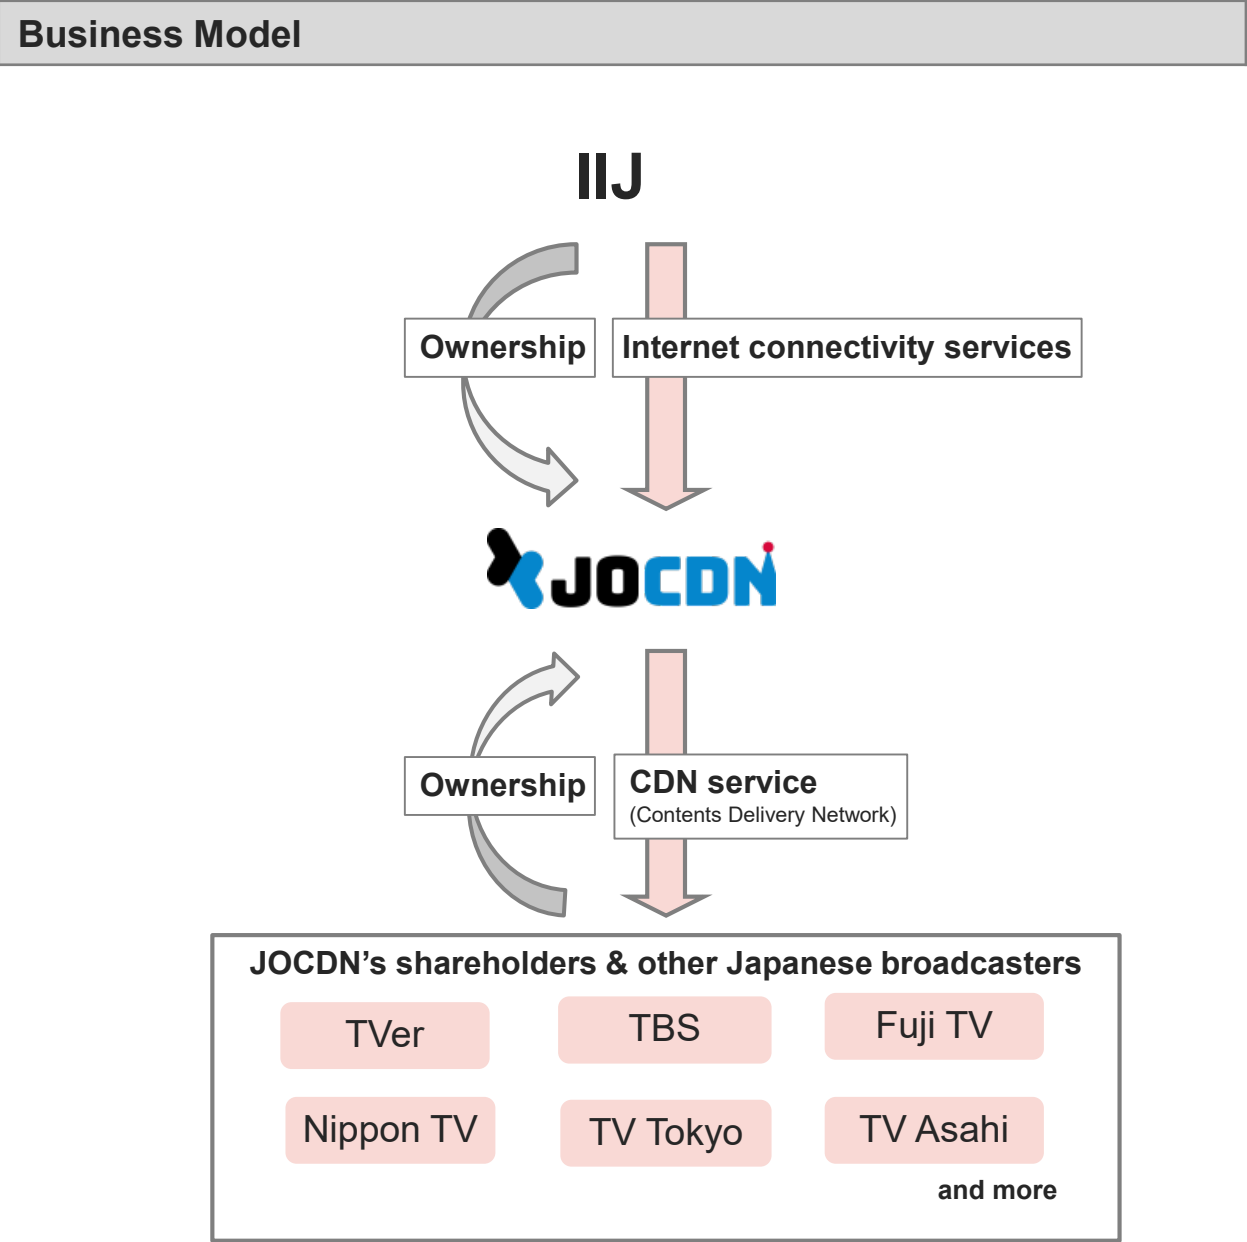 Business Model
IIJ
Ownership
Internet connectivity services
JOCDN
Ownership
CDN service
(Contents Delivery Network)
JOCDN’s shareholders & other Japanese broadcasters
TVer
TBS
Fuji TV
Nippon TV
TV Tokyo
TV Asahi
and more